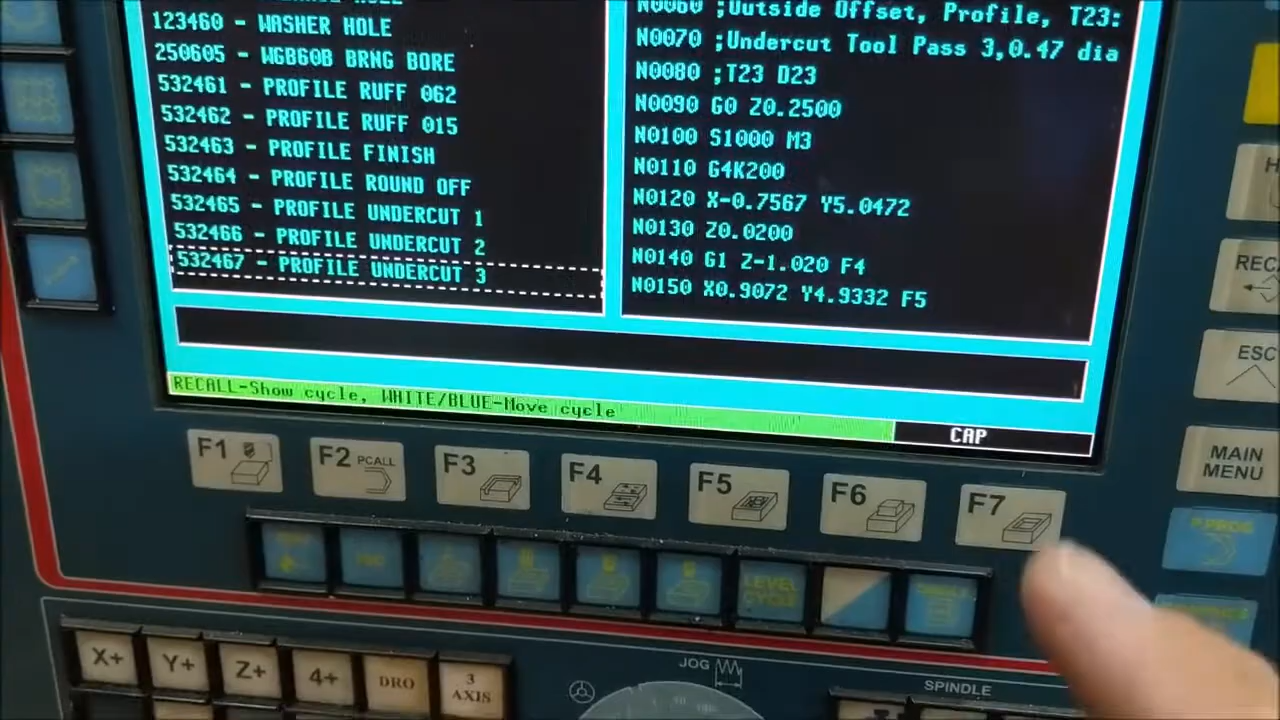 123460 - WASHER HOLE
250605 - WGB60B BRNG BORE
532461 - PROFILE RUFF 062
532462 - PROFILE RUFF 015
532463 - PROFILE FINISH
532464 - PROFILE ROUND OFF
532465 - PROFILE UNDERCUT 1
532466 - PROFILE UNDERCUT 2
532467 - PROFILE UNDERCUT 3
N0060 ;Outside Offset, Profile, T23:
N0070 ;Undercut Tool Pass 3,0.47 dia
N0080 ;T23 D23
N0090 G0 Z0.2500
N0100 S1000 M3
N0110 G4K200
N0120 X-0.7567 Y5.0472
N0130 Z0.0200
N0140 G1 Z-1.020 F4
N0150 X0.9072 Y4.9332 F5
RECALL-Show cycle, WHITE/BLUE-Move cycle
CAP
ESC
MAIN
MENU
P.PROG
F1
F2 PCALL
F3
F4
F5
F6
F7
LEVEL
CYCLE
X+
Y+
Z+
4+
DRO
3
AXIS
JOG
SPINDLE